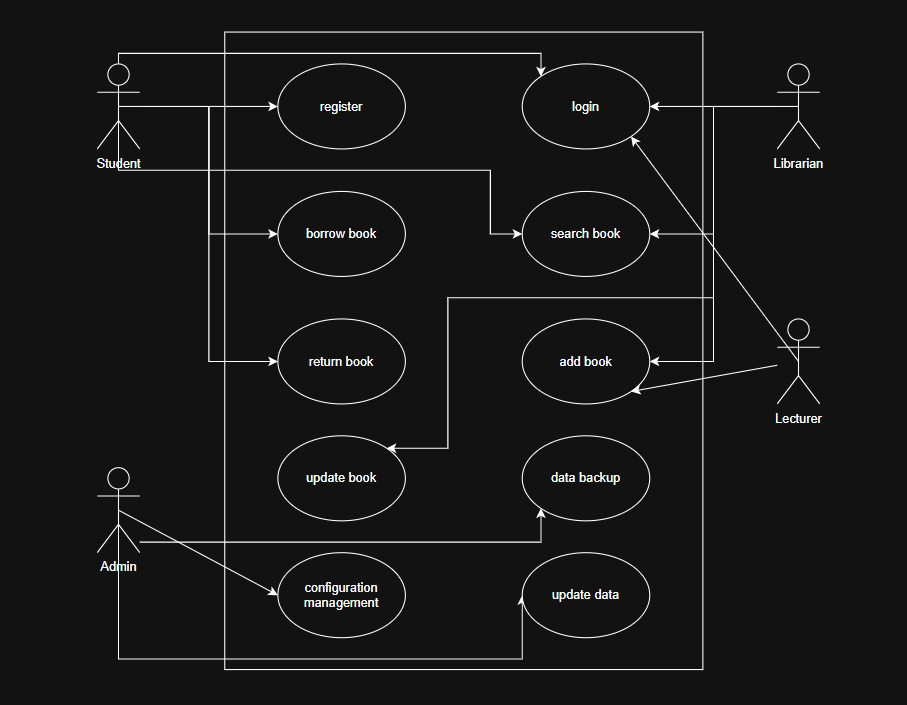 register
login
Student
Librarian
borrow book
search book
return book
add book
Lecturer
update book
data backup
Admin
configuration
management
update data